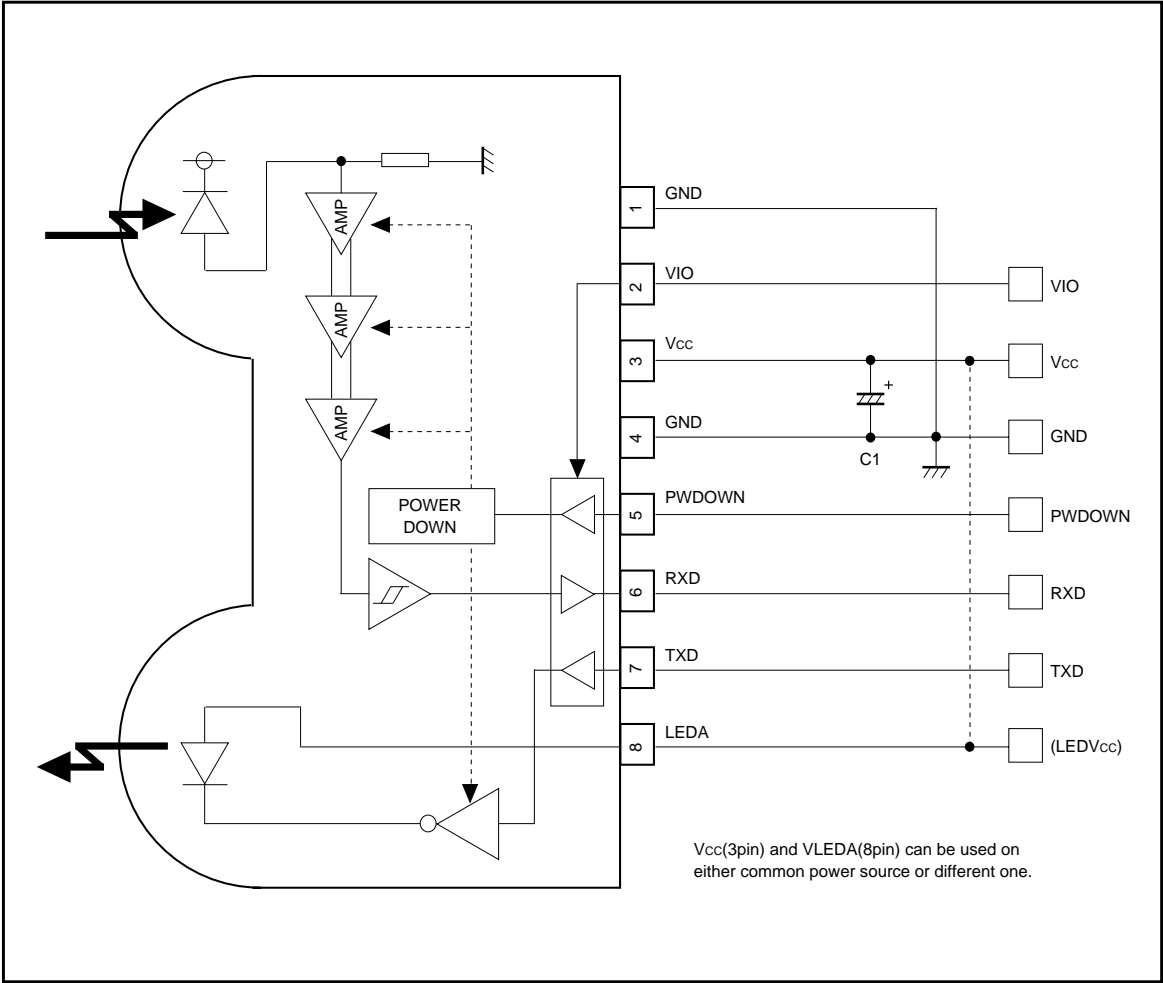 AMP
AMP
AMP
POWER
DOWN
1
GND
2
VIO
VIO
3
Vcc
Vcc
+
C1
4
GND
GND
5
PWDOWN
PWDOWN
6
RXD
RXD
7
TXD
TXD
8
LEDA
(LEDVcc)
Vcc(3pin) and VLEDA(8pin) can be used on
either common power source or different one.